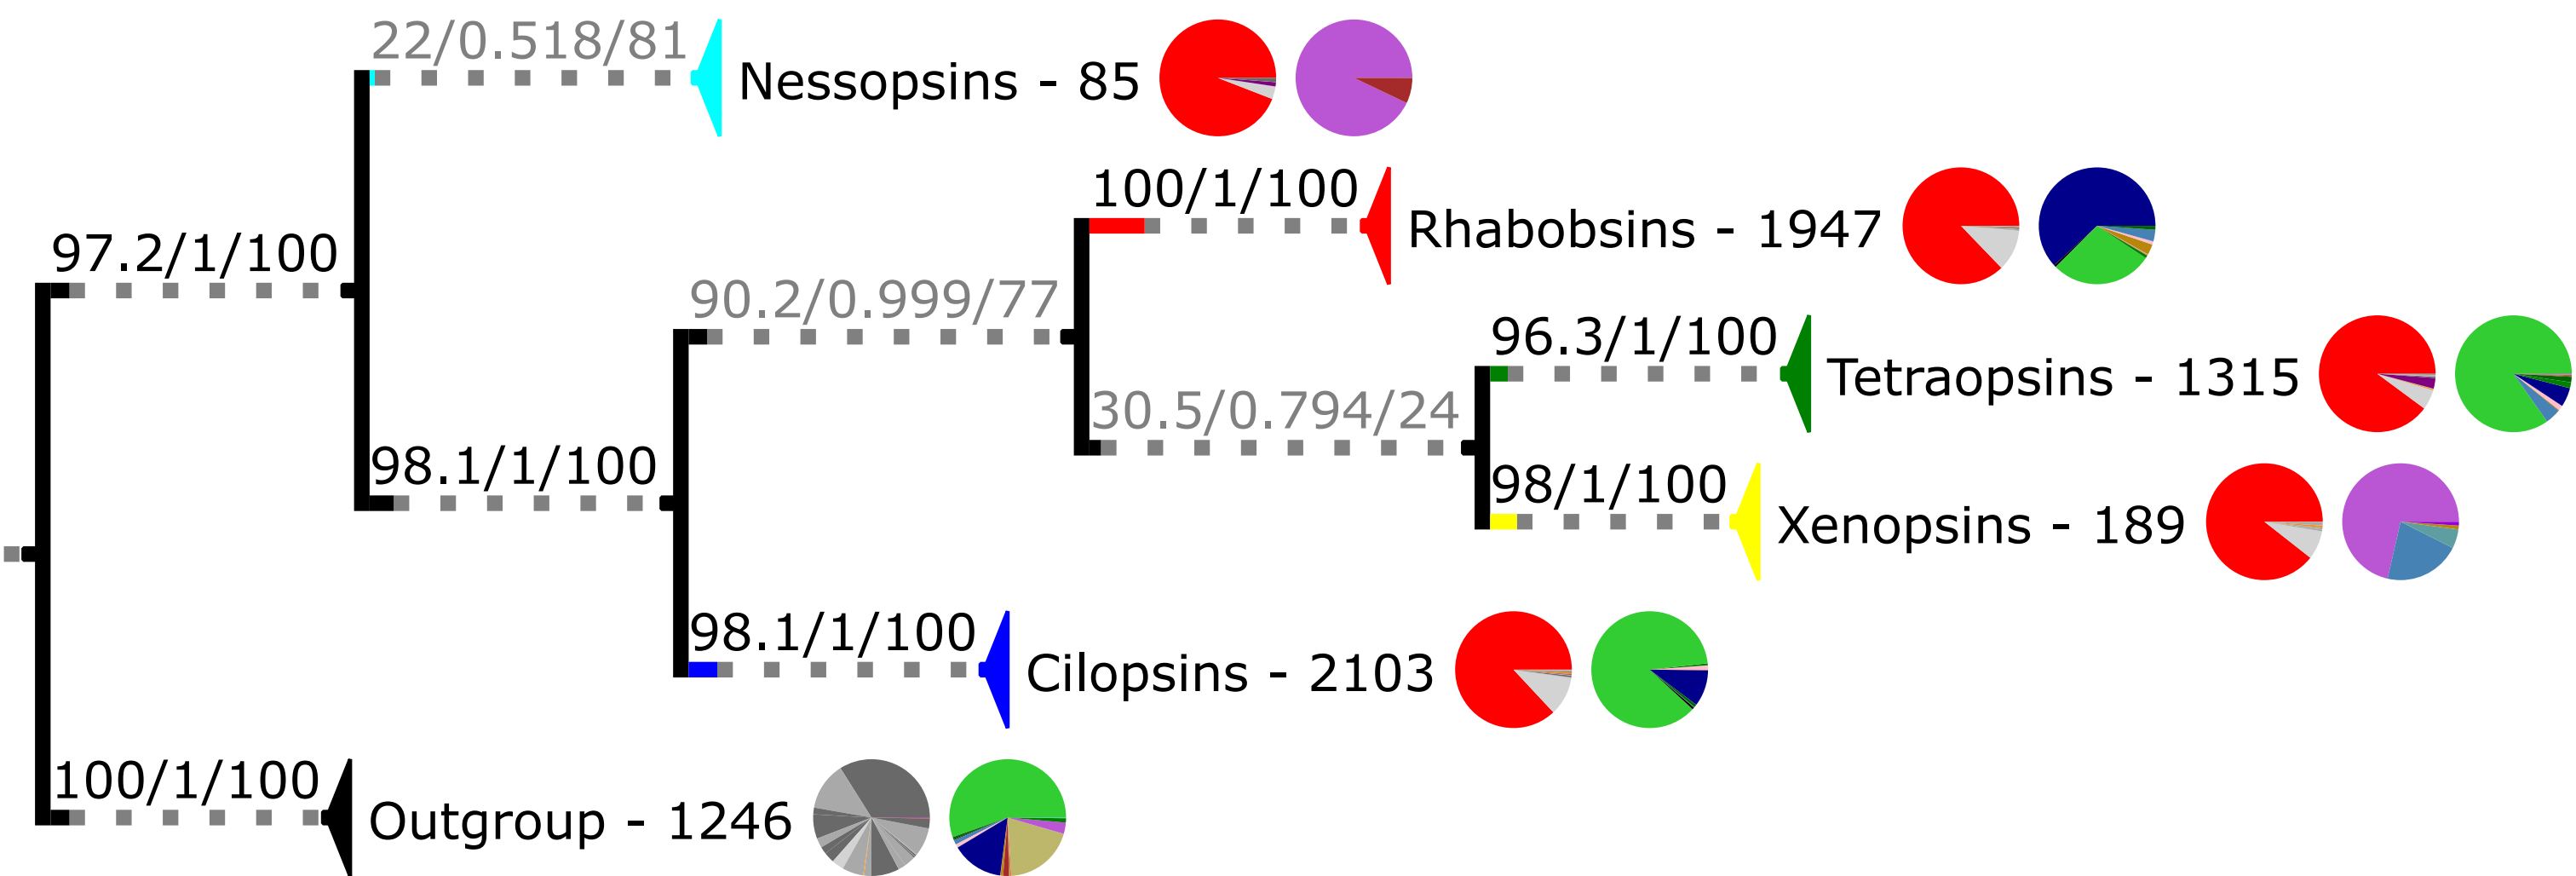 22/0.518/81
Nessopsins - 85
100/1/100
Rhabobsins - 1947
97.2/1/100
90.2/0.999/77
96.3/1/100
Tetraopsins - 1315
30.5/0.794/24
98.1/1/100
98/1/100
Xenopsins - 189
98.1/1/100
Cilopsins - 2103
100/1/100
Outgroup - 1246